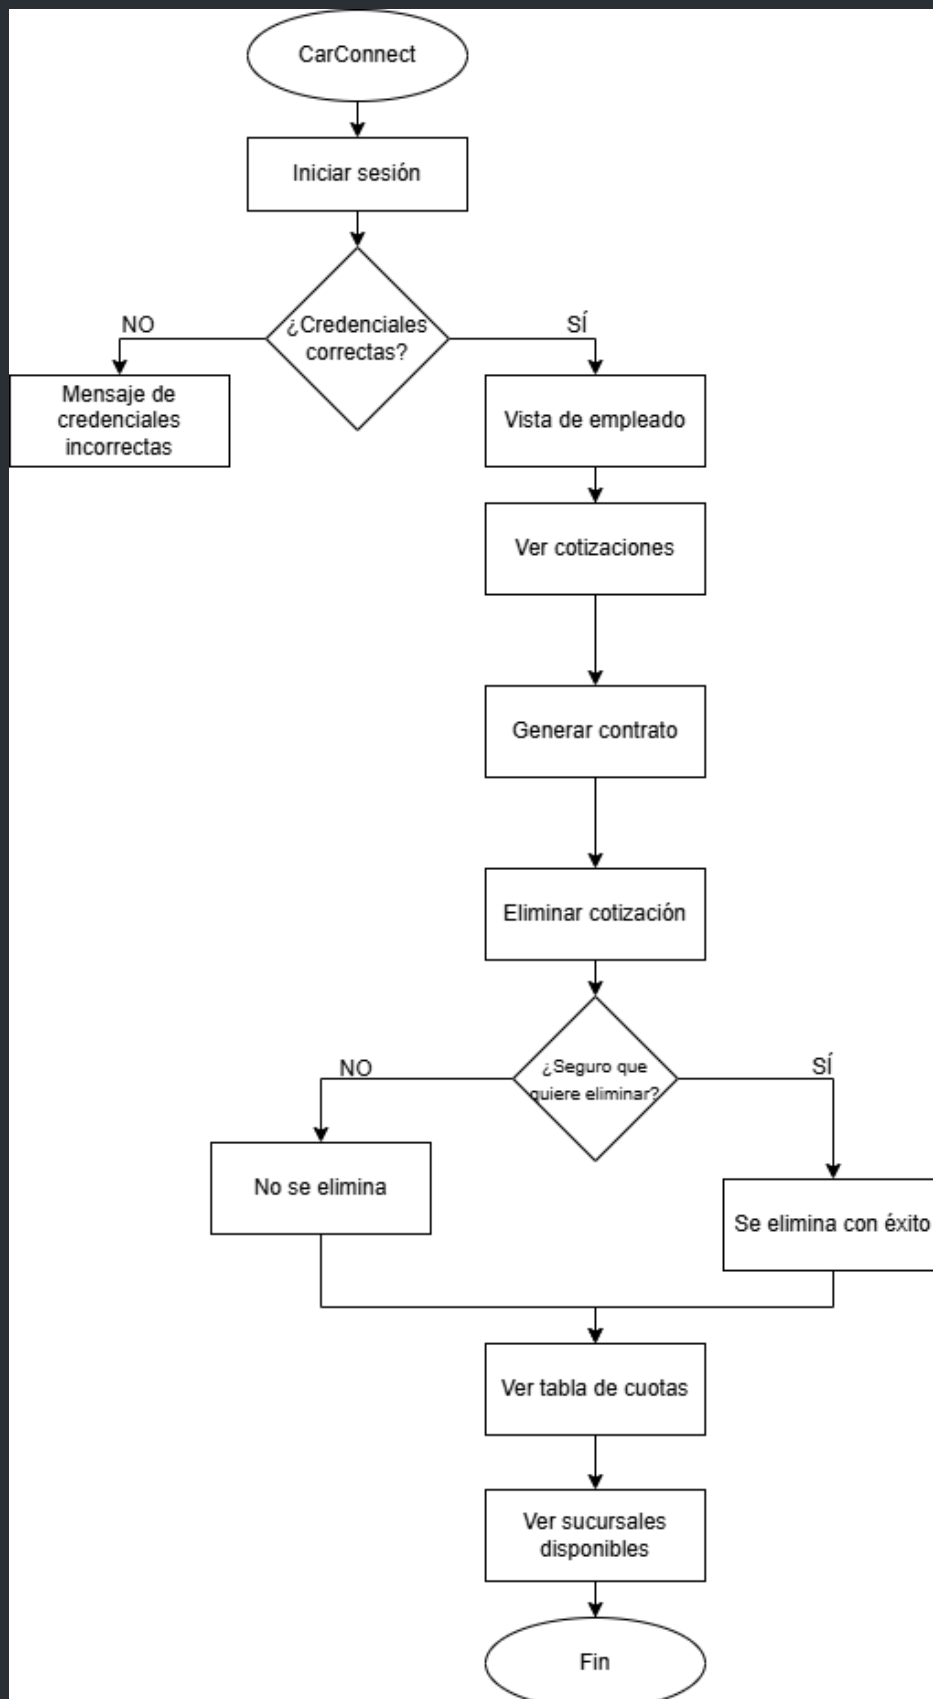 CarConnect
Iniciar sesión
¿Credenciales
correctas?
NO
SÍ
Mensaje de
credenciales
incorrectas
Vista de empleado
Ver cotizaciones
Generar contrato
Eliminar cotización
¿Seguro que
quiere eliminar?
NO
SÍ
No se elimina
Se elimina con éxito
Ver tabla de cuotas
Ver sucursales
disponibles
Fin